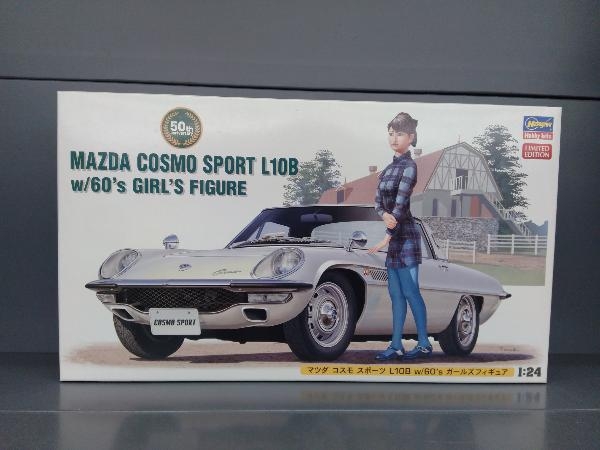 50th
ANNIVERSARY
MAZDA COSMO SPORT L10B
w/60's GIRL'S FIGURE
Hasegawa
Hobby kits
LIMITED
EDITION
Cosmo
COSMO SPORT
マツダ コスモ スポーツ L10B w/60's ガールズフィギュア
1:24